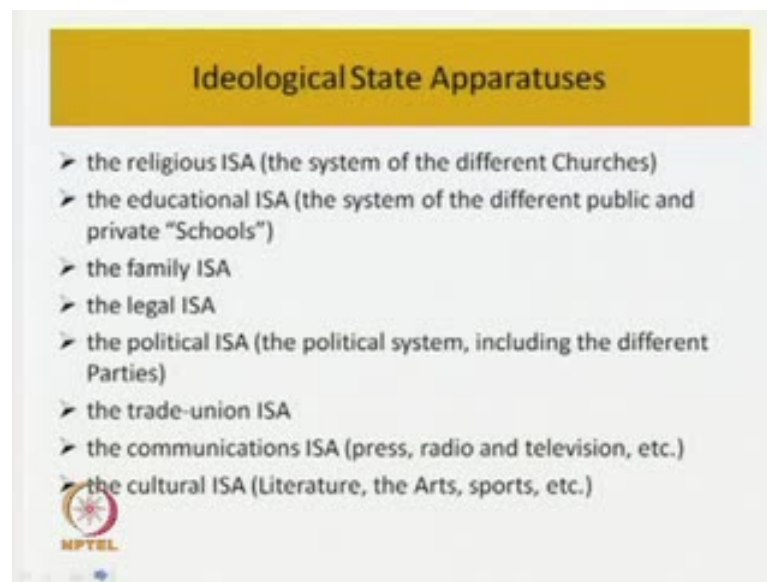 Ideological State Apparatuses
➢ the religious ISA (the system of the different Churches)
➢ the educational ISA (the system of the different public and
private “Schools”)
➢ the family ISA
➢ the legal ISA
➢ the political ISA (the political system, including the different
Parties)
➢ the trade-union ISA
➢ the communications ISA (press, radio and television, etc.)
➢ the cultural ISA (Literature, the Arts, sports, etc.)
NPTEL